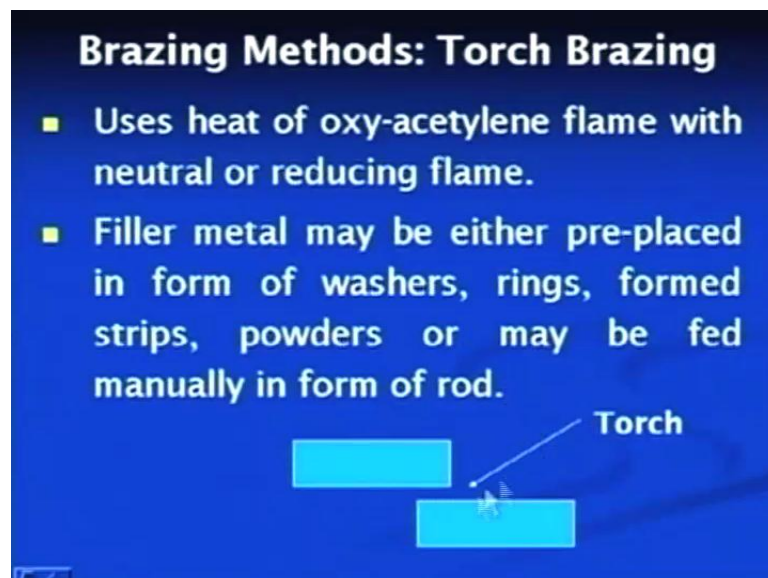 Brazing Methods: Torch Brazing
Uses heat of oxy-acetylene flame with
neutral or reducing flame.
Filler metal may be either pre-placed
in form of washers, rings, formed
strips, powders or may be fed
manually in form of rod.
Torch